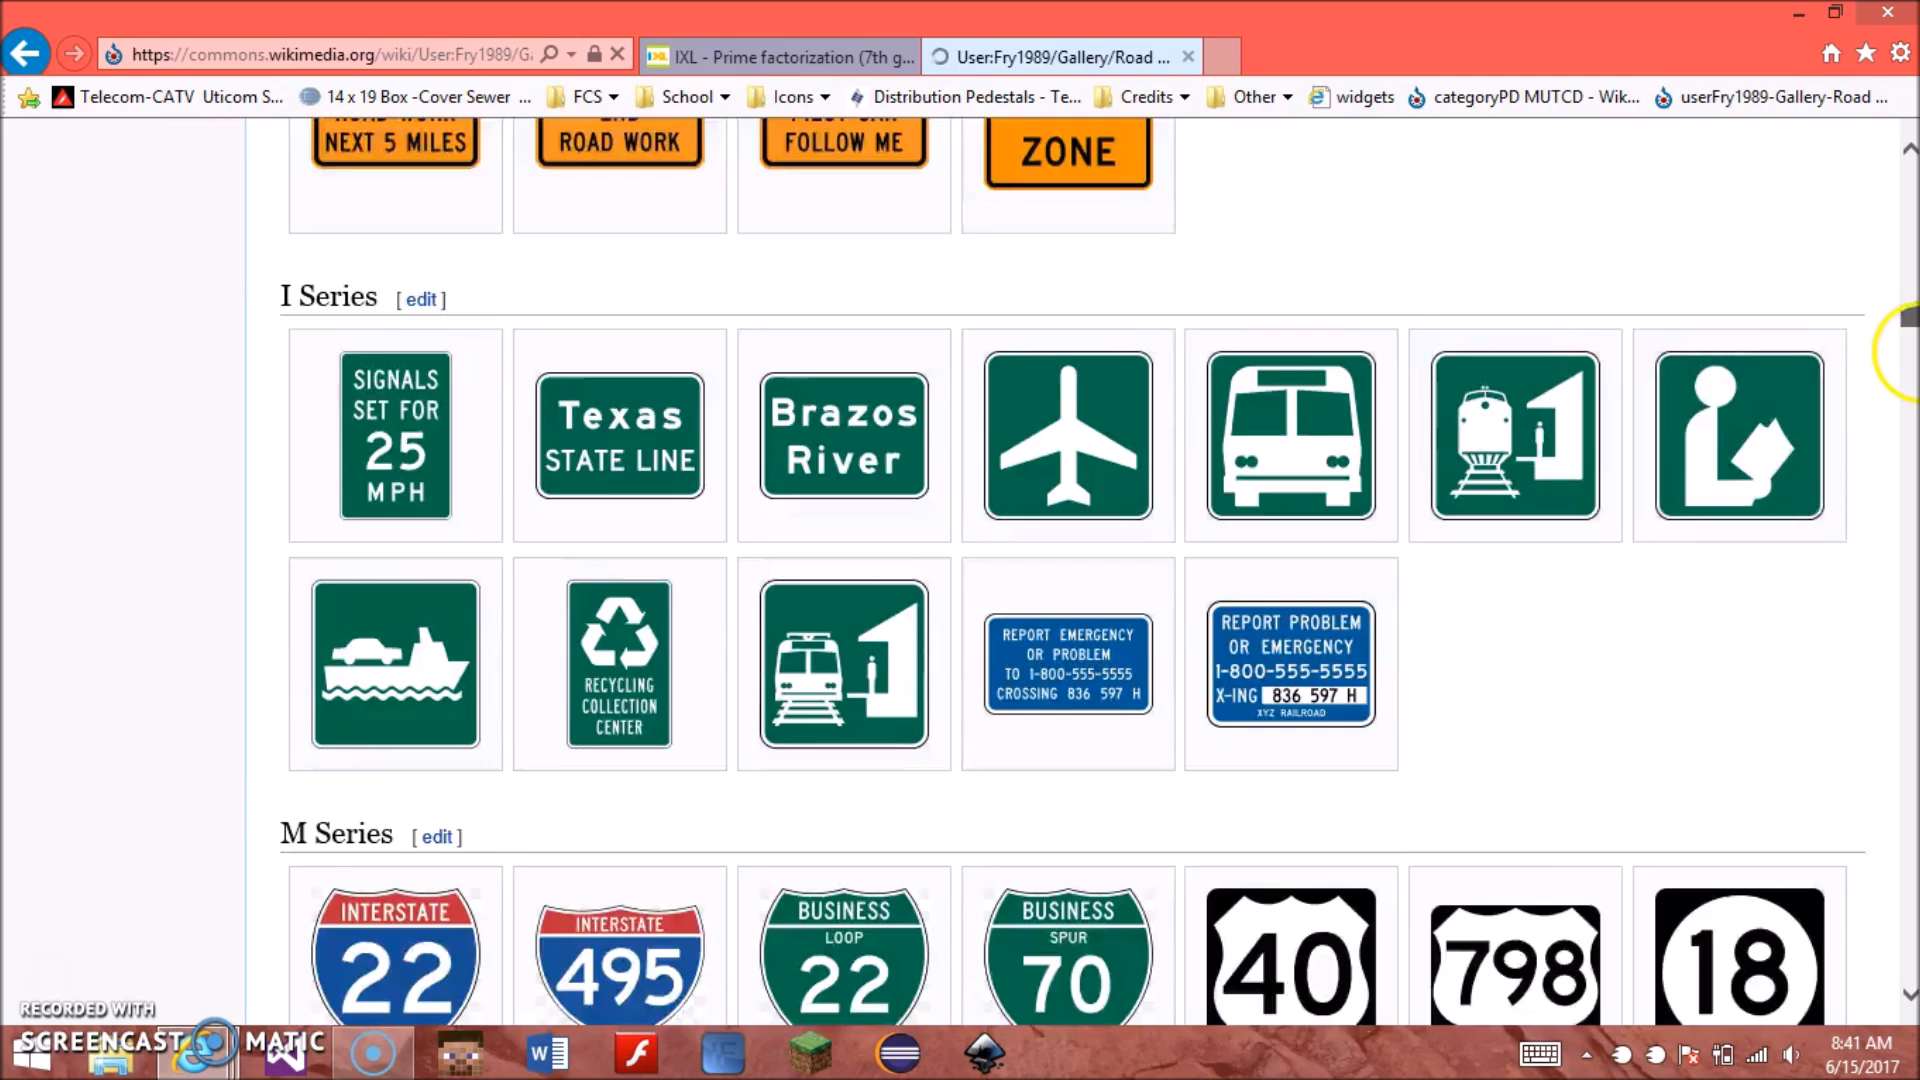 https://commons.wikimedia.org/wiki/User:Fry1989/G
IXL - Prime factorization (7th g...
User:Fry1989/Gallery/Road ...
Telecom-CATV Uticom S...
14 x 19 Box -Cover Sewer ...
FCS
School
Icons
Distribution Pedestals - Te...
Credits
Other
widgets
categoryPD MUTCD - Wik...
userFry1989-Gallery-Road ...
NEXT 5 MILES
ROAD WORK
FOLLOW ME
ZONE
I Series [ edit ]
SIGNALS
SET FOR
25
MPH
Texas
STATE LINE
Brazos
River
RECYCLING
COLLECTION
CENTER
REPORT EMERGENCY
OR PROBLEM
TO 1-800-555-5555
CROSSING 836 597 H
REPORT PROBLEM
OR EMERGENCY
1-800-555-5555
X-ING 836 597 H
XYZ RAILROAD
M Series [ edit ]
INTERSTATE
22
INTERSTATE
495
BUSINESS
LOOP
22
BUSINESS
SPUR
70
40
798
18
RECORDED WITH
SCREENCAST MATIC
8:41 AM
6/15/2017